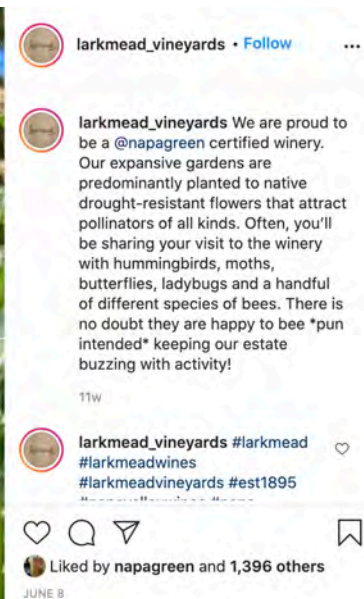 larkmead_vineyards • Follow
larkmead_vineyards We are proud to
be a @napagreen certified winery.
Our expansive gardens are
predominantly planted to native
drought-resistant flowers that attract
pollinators of all kinds. Often, you'll
be sharing your visit to the winery
with hummingbirds, moths,
butterflies, ladybugs and a handful
of different species of bees. There is
no doubt they are happy to bee *pun
intended* keeping our estate
buzzing with activity!
11w
larkmead_vineyards #larkmead
#larkmeadwines
#larkmeadvineyards #est1895
Liked by napagreen and 1,396 others
JUNE 8